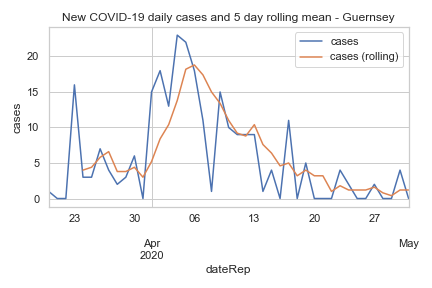 New COVID-19 daily cases and 5 day rolling mean - Guernsey
cases
cases (rolling)
cases
20
15
10
5
0
23
30
06
13
20
27
Apr
2020
May
dateRep